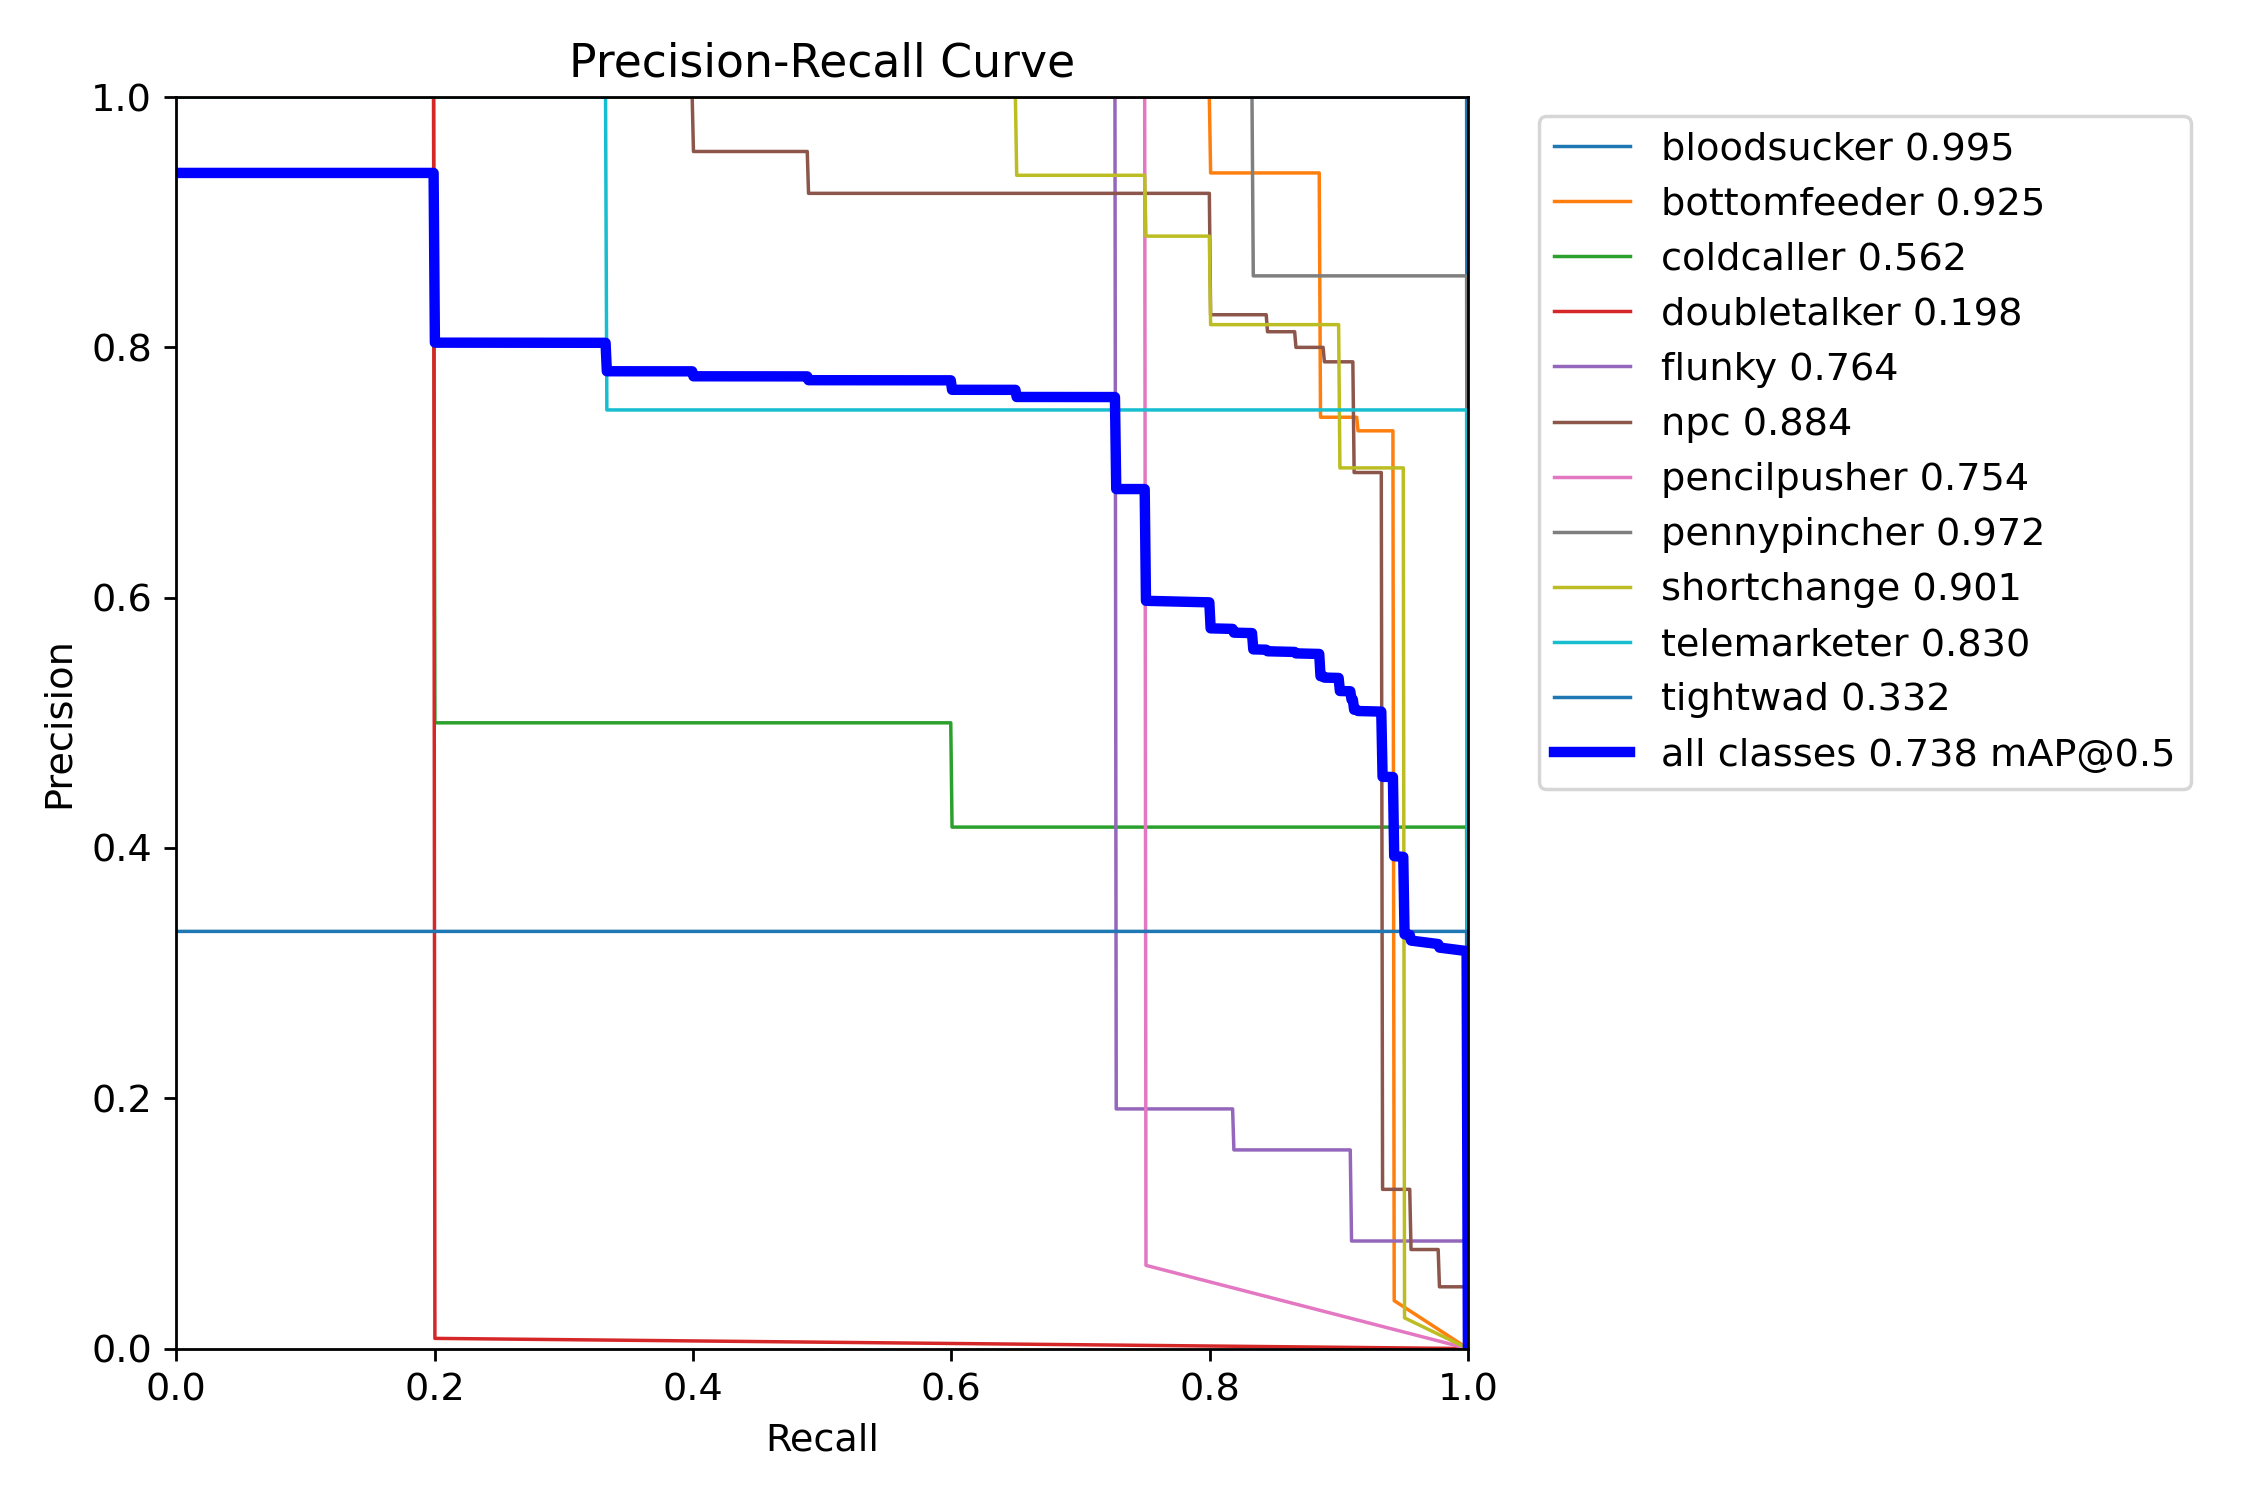 Precision-Recall Curve
1.0
0.8
0.6
0.4
0.2
0.0
Precision
0.0 0.2 0.4 0.6 0.8 1.0
Recall
bloodsucker 0.995
bottomfeeder 0.925
coldcaller 0.562
doubletalker 0.198
flunky 0.764
npc 0.884
pencilpusher 0.754
pennypincher 0.972
shortchange 0.901
telemarketer 0.830
tightwad 0.332
all classes 0.738 mAP@0.5